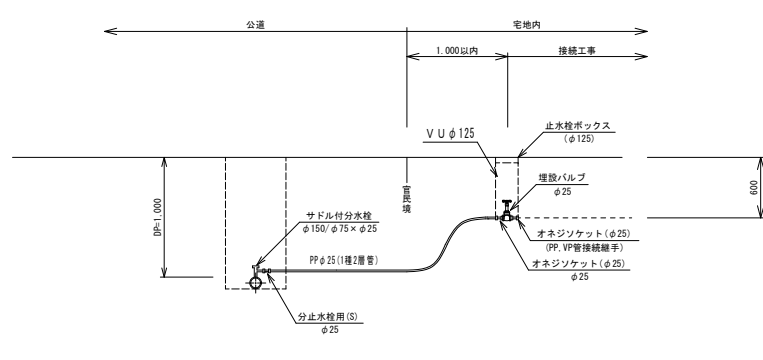 公道
宅地内
1.000以内
接続工事
VUφ125
止水栓ボックス
(φ125)
埋設バルブ
φ25
600
官民境
DP=1,000
サドル付分水栓
φ150/φ75×φ25
オネジソケット(φ25)
(PP,VP管接続継手)
PPφ25(1種2層管)
オネジソケット(φ25)
φ25
分止水栓用(S)
φ25